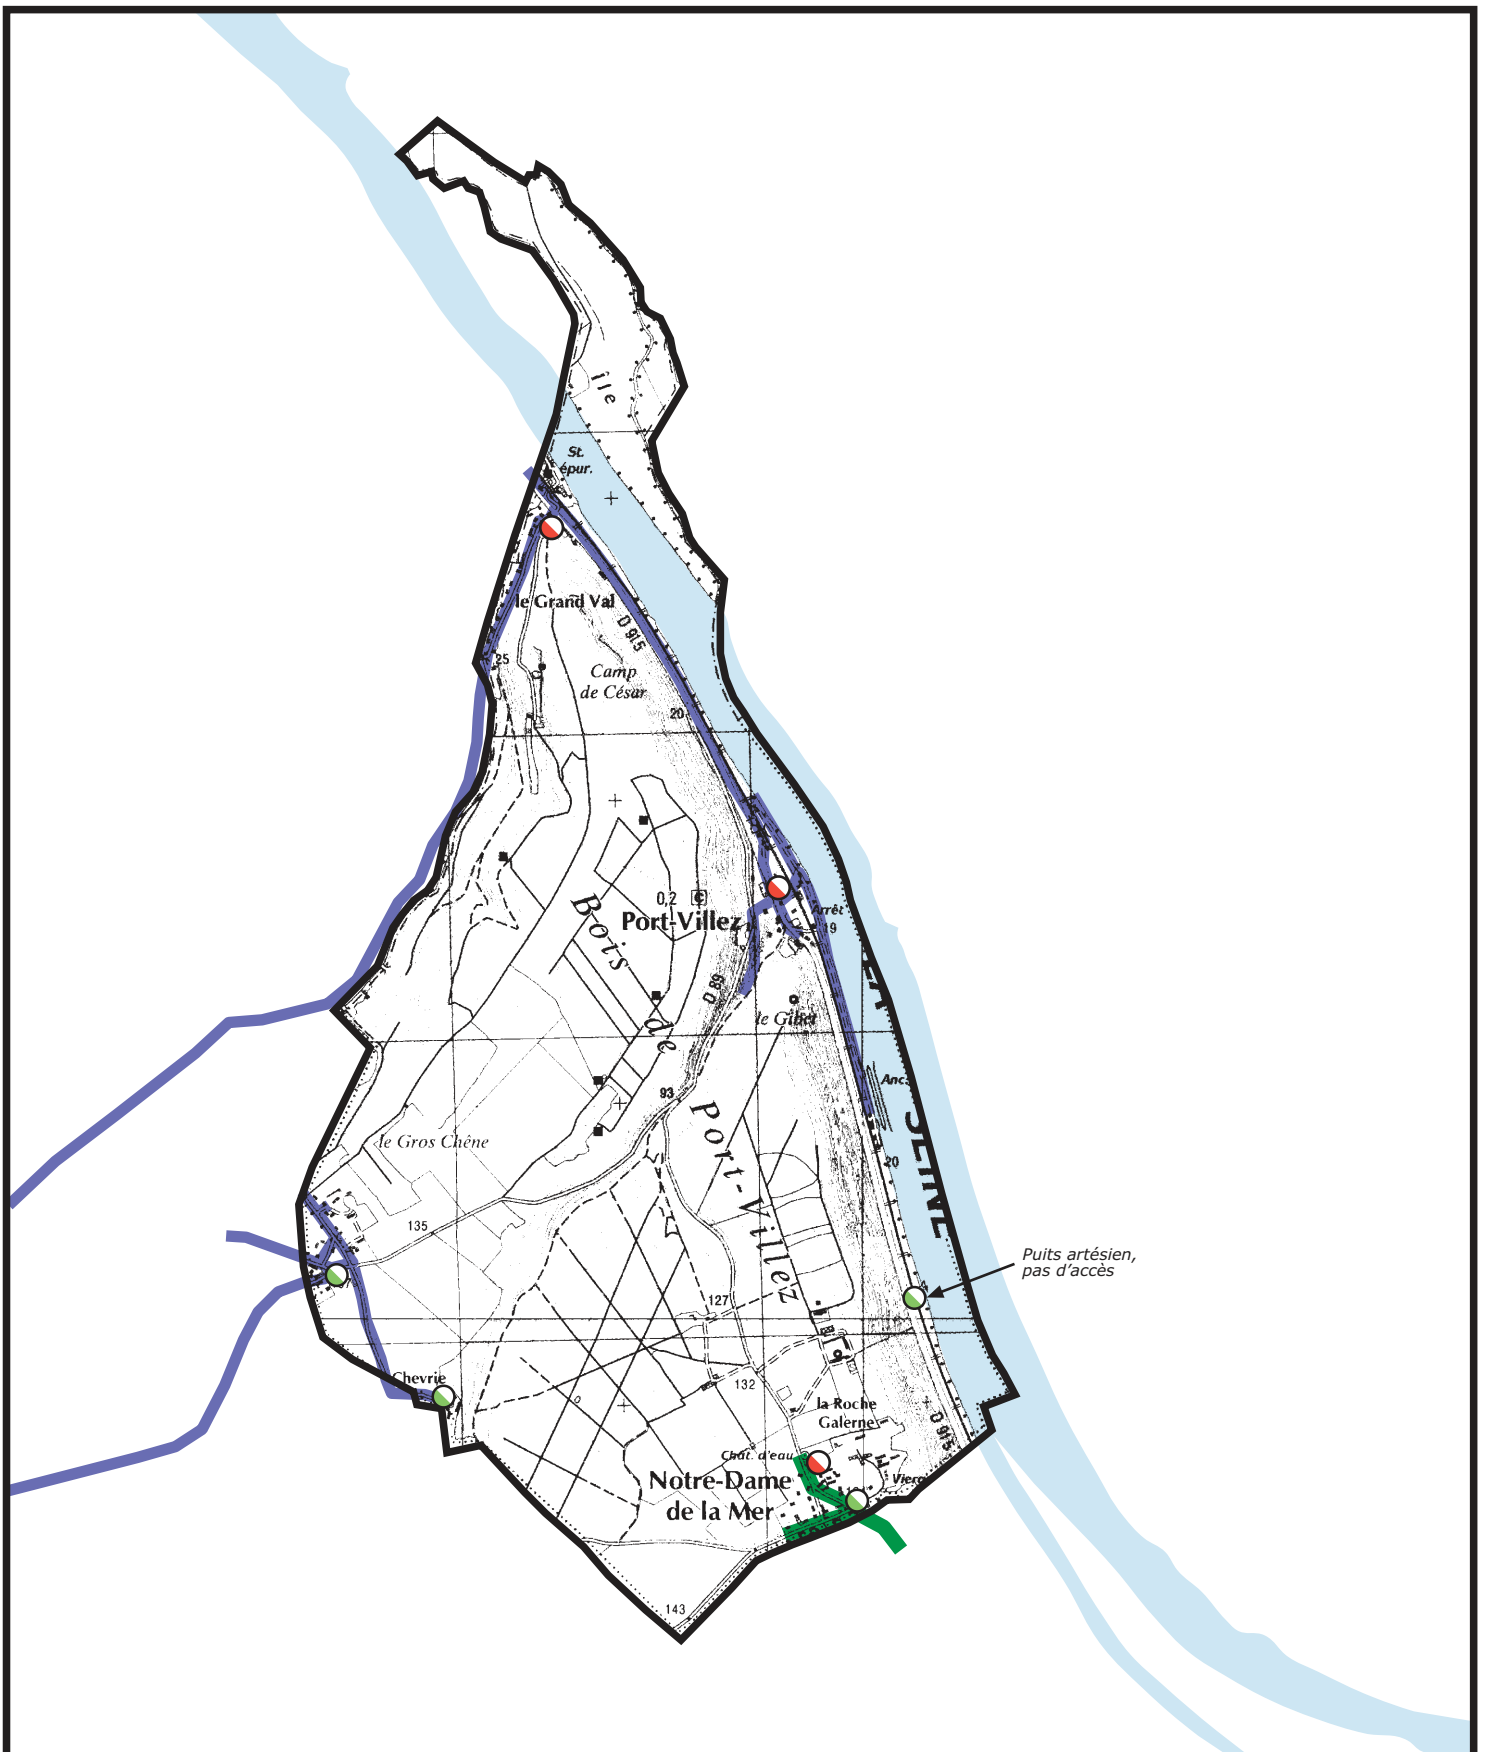 île
St.
épur.
le Grand Val
D 915
25
Camp
de César
20
0,2
C
Bois
Port-Villez
Arrêt
19
D 89
LA
le Gibet
de
Anc.
93
SEINE
Port-Villez
le Gros Chêne
20
135
Puits artésien,
pas d'accès
127
Chevrie
132
la Roche
Galerne
D 915
Chât. d'eau
Notre-Dame
de la Mer
143